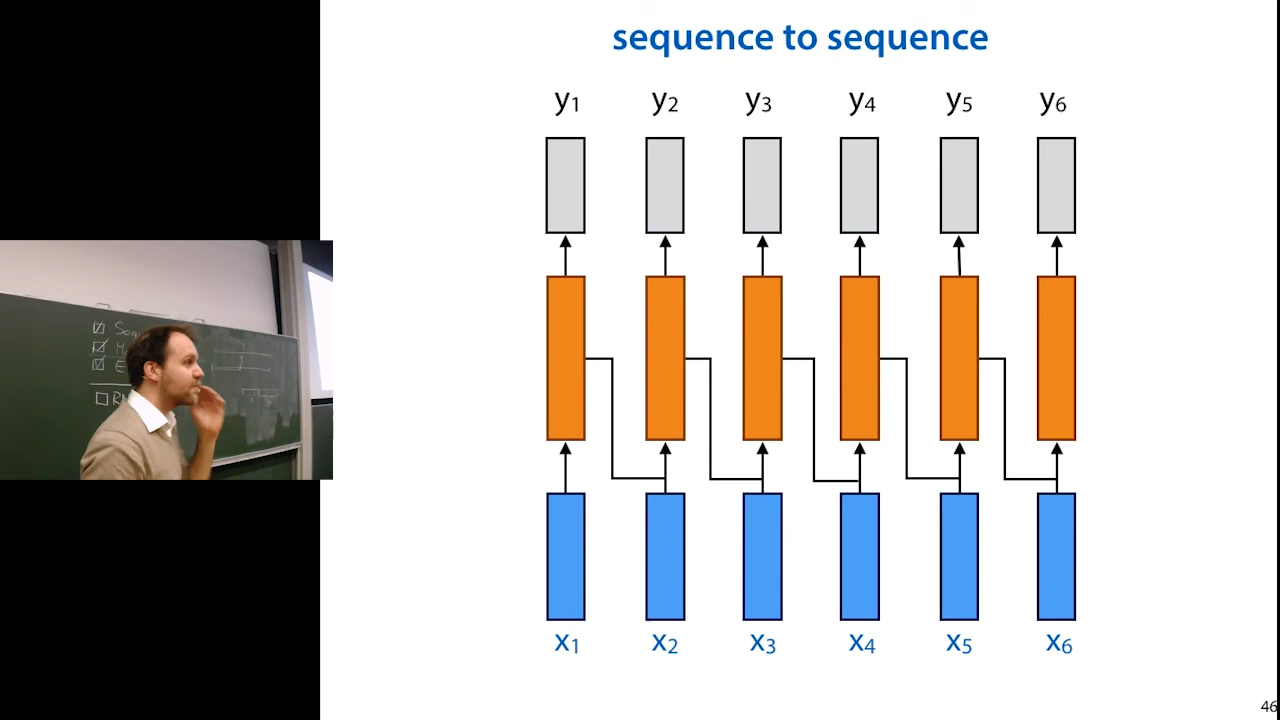 sequence to sequence
y1 y2 y3 y4 y5 y6
x1 x2 x3 x4 x5 x6
46